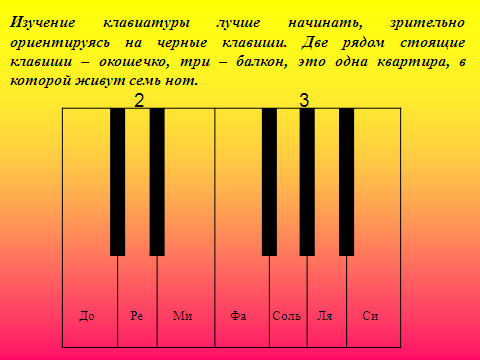 Изучение клавиатуры лучше начинать, зрительно
ориентируясь на черные клавиши. Две рядом стоящие
клавиши – окошечко, три – балкон, это одна квартира, в
которой живут семь нот.
2 3
До Ре Ми Фа Соль Ля Си